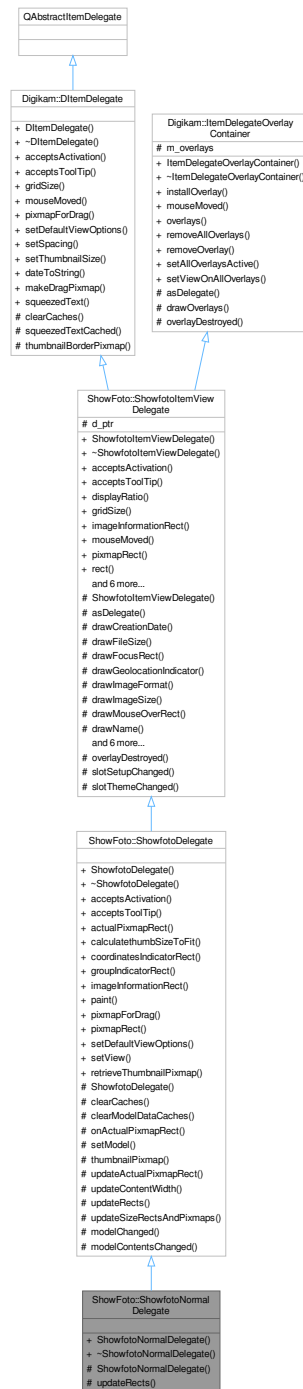 QAbstractItemDelegate
Digikam::DItemDelegate
+ DItemDelegate()
+ ~DItemDelegate()
+ acceptsActivation()
+ acceptsToolTip()
+ gridSize()
+ mouseMoved()
+ pixmapForDrag()
+ setDefaultViewOptions()
+ setSpacing()
+ setThumbnailSize()
+ dateToString()
+ makeDragPixmap()
+ squeezedText()
# clearCaches()
# squeezedTextCached()
# thumbnailBorderPixmap()
Digikam::ItemDelegateOverlay
Container
# m_overlays
+ ItemDelegateOverlayContainer()
+ ~ItemDelegateOverlayContainer()
+ installOverlay()
+ mouseMoved()
+ overlays()
+ removeAllOverlays()
+ removeOverlay()
+ setAllOverlaysActive()
+ setViewOnAllOverlays()
# asDelegate()
# drawOverlays()
# overlayDestroyed()
ShowFoto::ShowfotoItemView
Delegate
# d_ptr
+ ShowfotoItemViewDelegate()
+ ~ShowfotoItemViewDelegate()
+ acceptsActivation()
+ acceptsToolTip()
+ displayRatio()
+ gridSize()
+ imageInformationRect()
+ mouseMoved()
+ pixmapRect()
+ rect()
and 6 more...
# ShowfotoItemViewDelegate()
# asDelegate()
# drawCreationDate()
# drawFileSize()
# drawFocusRect()
# drawGeolocationIndicator()
# drawImageFormat()
# drawImageSize()
# drawMouseOverRect()
# drawName()
and 6 more...
# overlayDestroyed()
# slotSetupChanged()
# slotThemeChanged()
ShowFoto::ShowfotoDelegate
+ ShowfotoDelegate()
+ ~ShowfotoDelegate()
+ acceptsActivation()
+ acceptsToolTip()
+ actualPixmapRect()
+ calculatethumbSizeToFit()
+ coordinatesIndicatorRect()
+ groupIndicatorRect()
+ imageInformationRect()
+ paint()
+ pixmapForDrag()
+ pixmapRect()
+ setDefaultViewOptions()
+ setView()
+ retrieveThumbnailPixmap()
# ShowfotoDelegate()
# clearCaches()
# clearModelDataCaches()
# onActualPixmapRect()
# setModel()
# thumbnailPixmap()
# updateActualPixmapRect()
# updateContentWidth()
# updateRects()
# updateSizeRectsAndPixmaps()
# modelChanged()
# modelContentsChanged()
ShowFoto::ShowfotoNormal
Delegate
+ ShowfotoNormalDelegate()
+ ~ShowfotoNormalDelegate()
# ShowfotoNormalDelegate()
# updateRects()